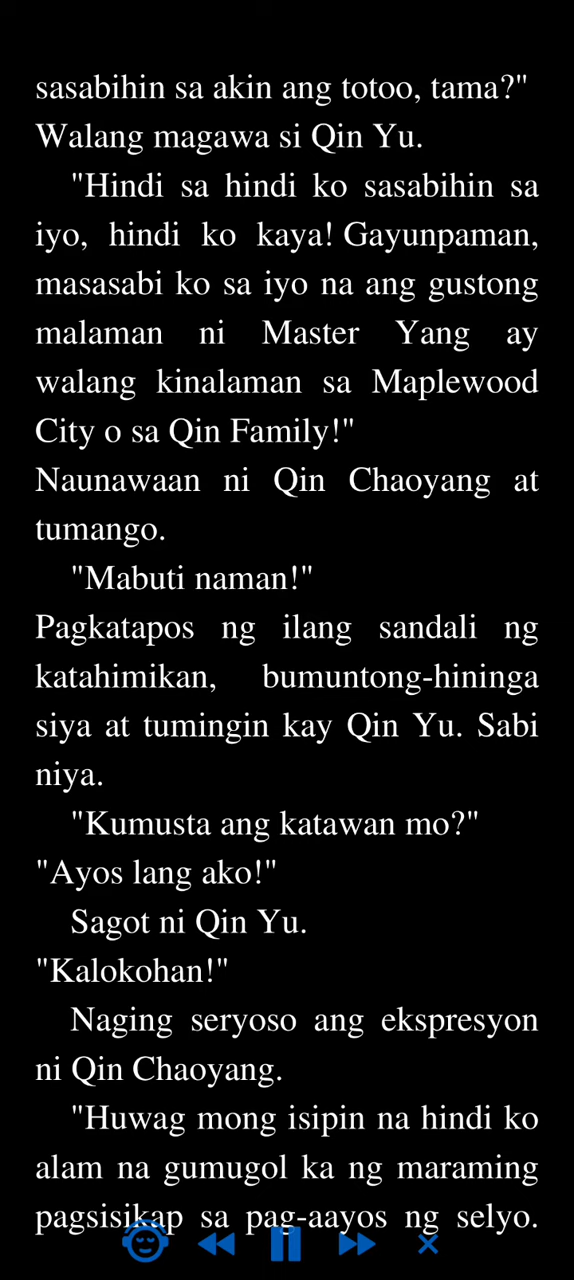 sasabihin sa akin ang totoo, tama?"
Walang magawa si Qin Yu.
"Hindi sa hindi ko sasabihin sa
iyo, hindi ko kaya! Gayunpaman,
masasabi ko sa iyo na ang gustong
malaman ni Master Yang ay
walang kinalaman sa Maplewood
City o sa Qin Family!"
Naunawaan ni Qin Chaoyang at
tumango.
"Mabuti naman!"
Pagkatapos ng ilang sandali ng
katahimikan, bumuntong-hininga
siya at tumingin kay Qin Yu. Sabi
niya.
"Kumusta ang katawan mo?"
"Ayos lang ako!"
Sagot ni Qin Yu.
"Kalokohan!"
Naging seryoso ang ekspresyon
ni Qin Chaoyang.
"Huwag mong isipin na hindi ko
alam na gumugol ka ng maraming
pagsisikap sa pag-aayos ng selyo.